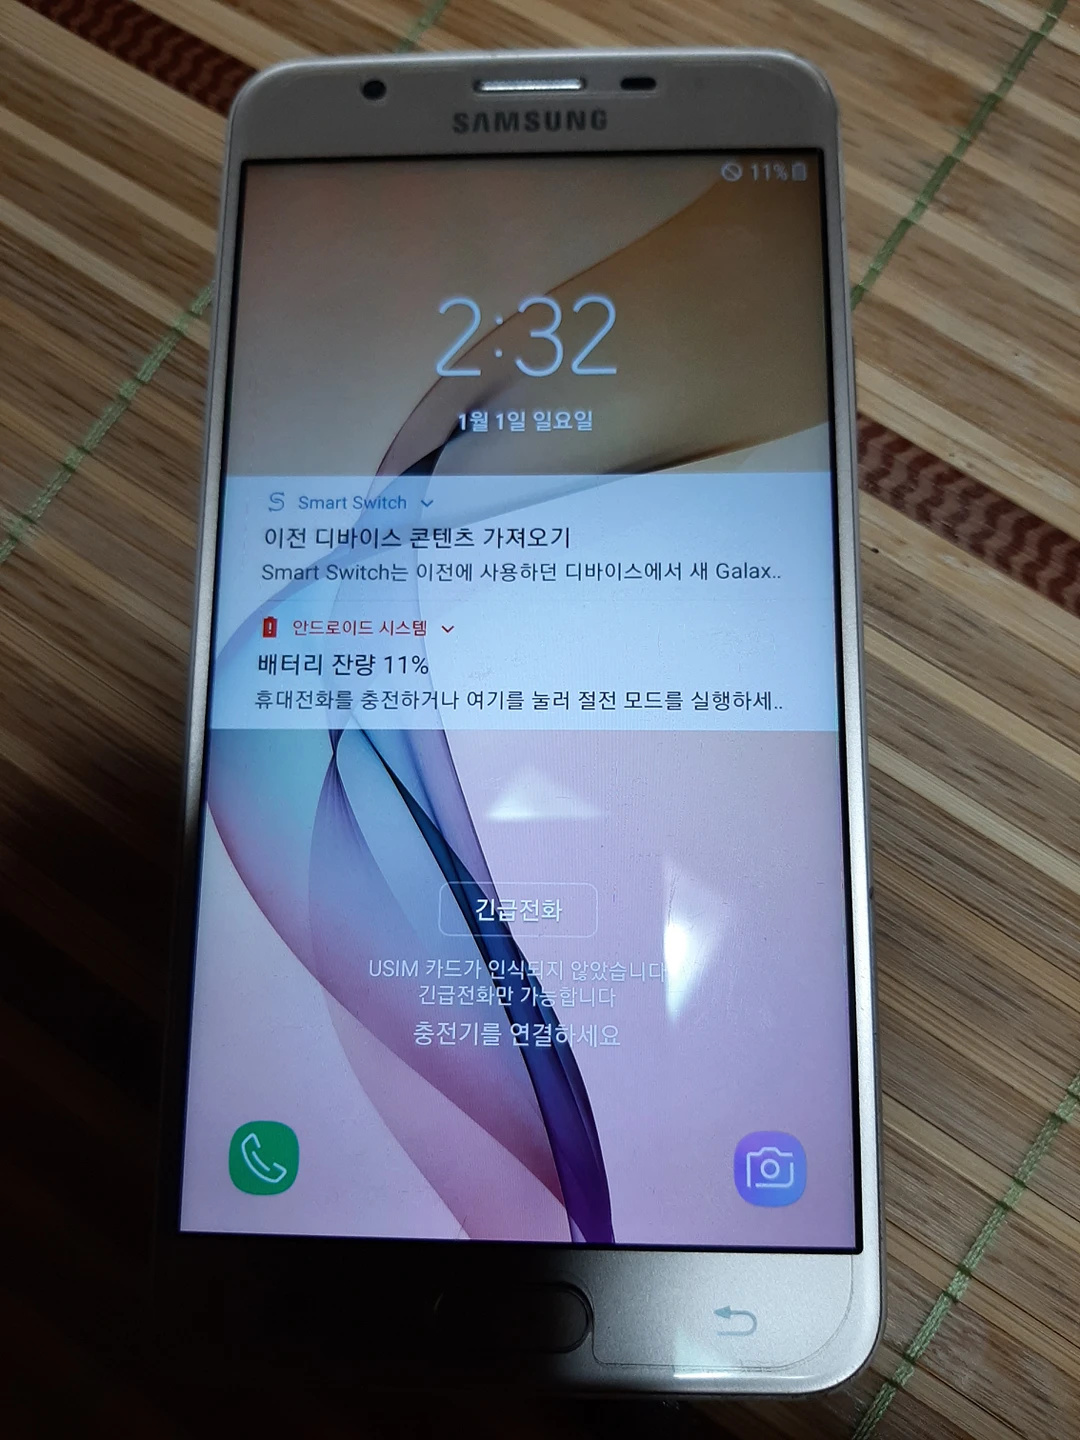 SAMSUNG
11%
2:32
1월 1일 일요일
Smart Switch
이전 디바이스 콘텐츠 가져오기
Smart Switch는 이전에 사용하던 디바이스에서 새 Galax..
안드로이드 시스템
배터리 잔량 11%
휴대전화를 충전하거나 여기를 눌러 절전 모드를 실행하세..
긴급전화
USIM 카드가 인식되지 않았습니다
긴급전화만 가능합니다
충전기를 연결하세요